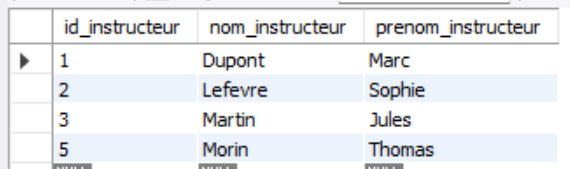 id_instructeur nom_instructeur prenom_instructeur
1 Dupont Marc
2 Lefevre Sophie
3 Martin Jules
5 Morin Thomas